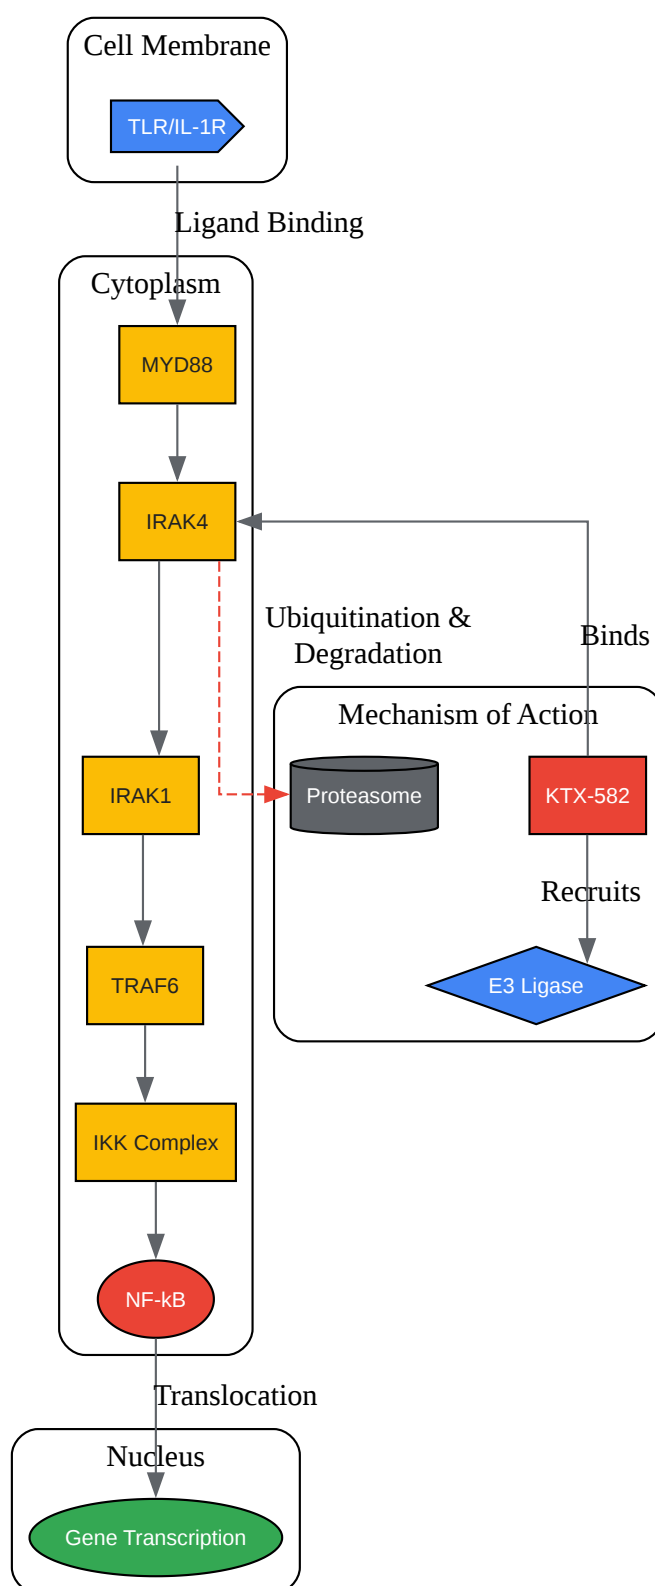 Cell Membrane
TLR/IL-1R
Ligand Binding
Cytoplasm
MYD88
IRAK4
Ubiquitination &
Degradation
Binds
Mechanism of Action
IRAK1
Proteasome
KTX-582
Recruits
TRAF6
E3 Ligase
IKK Complex
NF-kB
Translocation
Nucleus
Gene Transcription